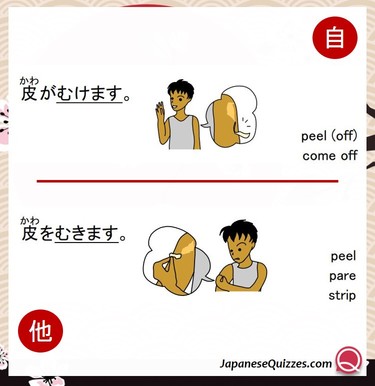 自
かわ
皮がむけます。
peel (off)
come off
かわ
皮をむきます。
peel
pare
strip
他
JapaneseQuizzes.com